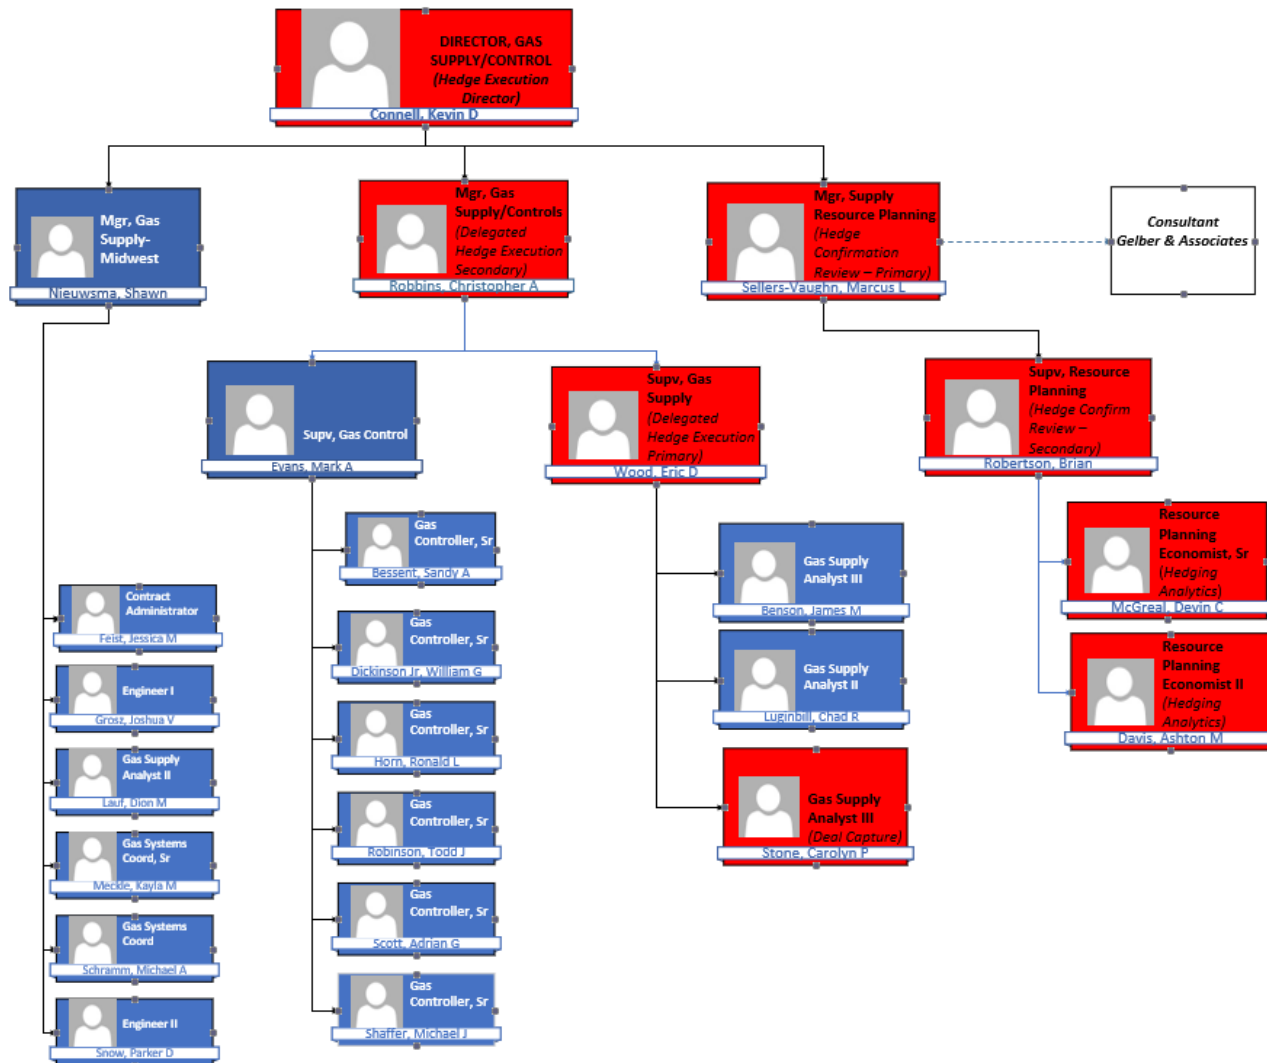 DIRECTOR, GAS
SUPPLY/CONTROL
(Hedge Execution
Director)
Connell, Kevin D
Mgr, Gas
Supply-
Midwest
Nieuwsma, Shawn
Mgr, Gas
Supply/Controls
(Delegated
Hedge Execution
Secondary)
Robbins, Christopher A
Mgr, Supply
Resource Planning
(Hedge
Confirmation
Review – Primary)
Sellers-Vaughn, Marcus L
Consultant
Gelber & Associates
Supv, Gas Control
Evans, Mark A
Supv, Gas
Supply
(Delegated
Hedge Execution
Primary)
Wood, Eric D
Supv, Resource
Planning
(Hedge Confirm
Review –
Secondary)
Robertson, Brian
Contract
Administrator
Feist, Jessica M
Engineer I
Grosz, Joshua V
Gas Supply
Analyst II
Lauf, Dion M
Gas Systems
Coord, Sr
Meckle, Kayla M
Gas Systems
Coord
Schramm, Michael A
Engineer II
Snow, Parker D
Gas
Controller, Sr
Bessent, Sandy A
Gas
Controller, Sr
Dickinson Jr, William G
Gas
Controller, Sr
Horn, Ronald L
Gas
Controller, Sr
Robinson, Todd J
Gas
Controller, Sr
Scott, Adrian G
Gas
Controller, Sr
Shaffer, Michael J
Gas Supply
Analyst III
Benson, James M
Gas Supply
Analyst II
Luginbill, Chad R
Gas Supply
Analyst III
(Deal Capture)
Stone, Carolyn P
Resource
Planning
Economist, Sr
(Hedging
Analytics)
McGreal, Devin C
Resource
Planning
Economist II
(Hedging
Analytics)
Davis, Ashton M